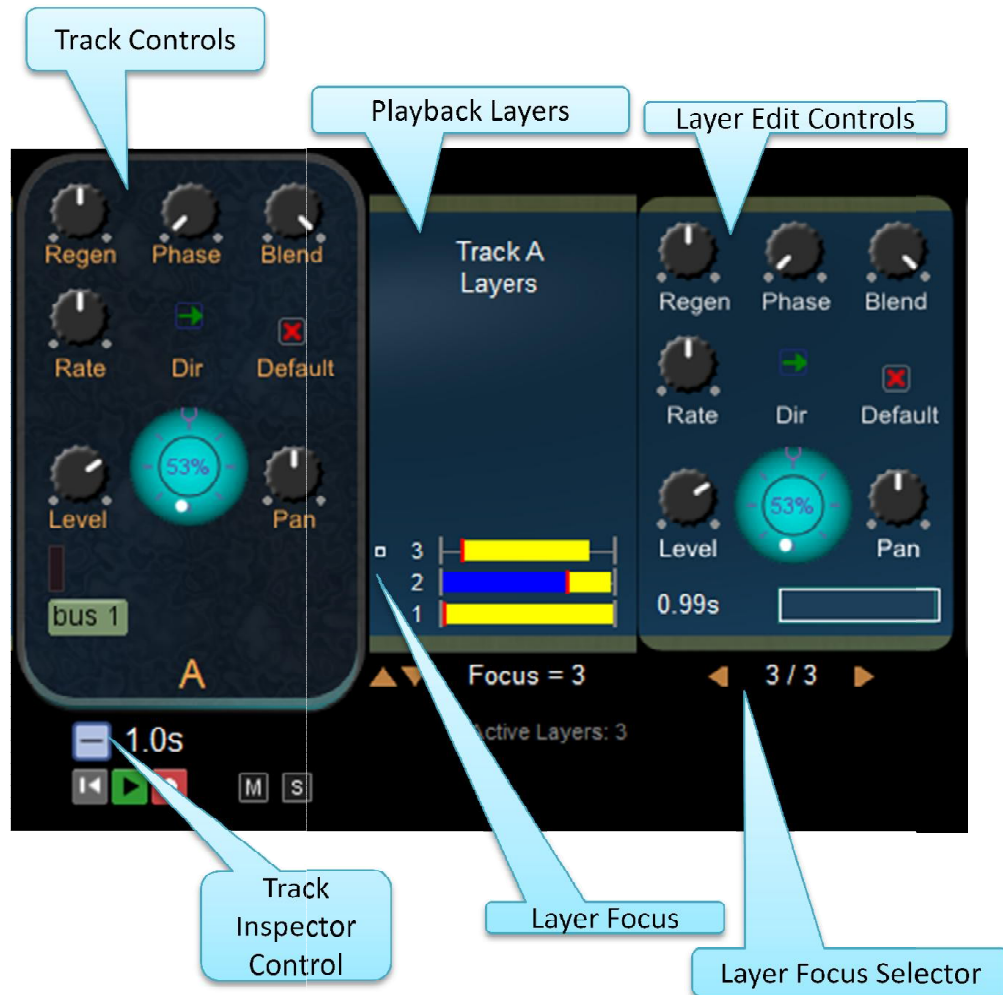 Track Controls
Playback Layers
Layer Edit Controls
Regen Phase Blend
Rate Dir Default
53%
Level Pan
bus 1
A
1.0s
M S
Track A
Layers
3
2
1
Focus = 3
Active Layers: 3
Regen Phase Blend
Rate Dir Default
53%
Level Pan
0.99s
3 / 3
Track
Inspector
Control
Layer Focus
Layer Focus Selector